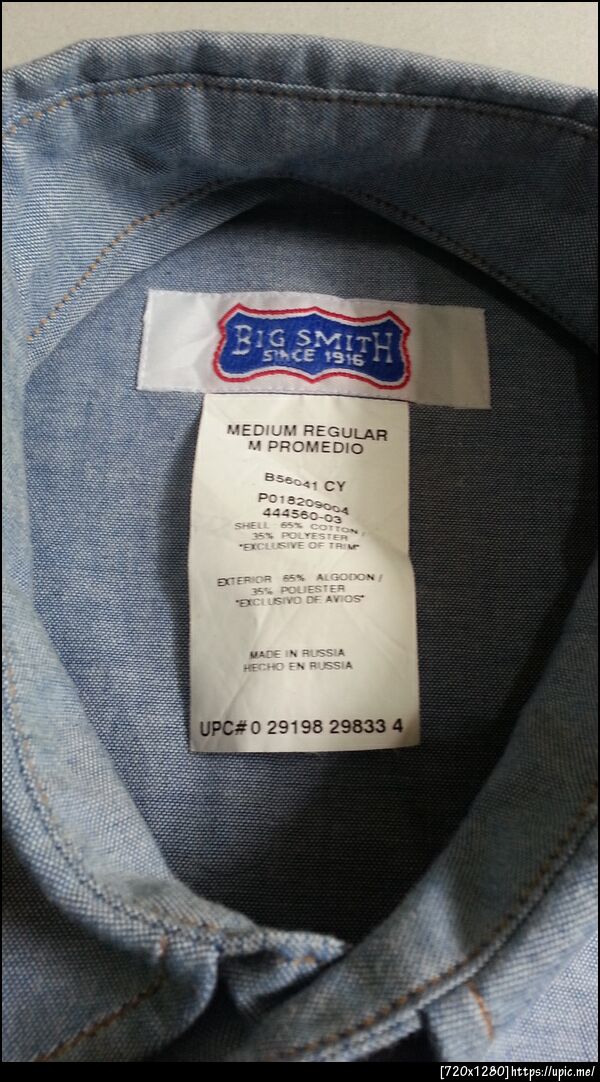 BIG SMITH
SINCE 1916
MEDIUM REGULAR
M PROMEDIO
B56041 CY
P018209004
444560-03
SHELL 65% COTTON /
35% POLYESTER
"EXCLUSIVE OF TRIM"
EXTERIOR 65% ALGODON /
35% POLIESTER
"EXCLUSIVO DE AVIOS"
MADE IN RUSSIA
HECHO EN RUSSIA
UPC# 0 29198 29833 4
[720x1280]https://upic.me/